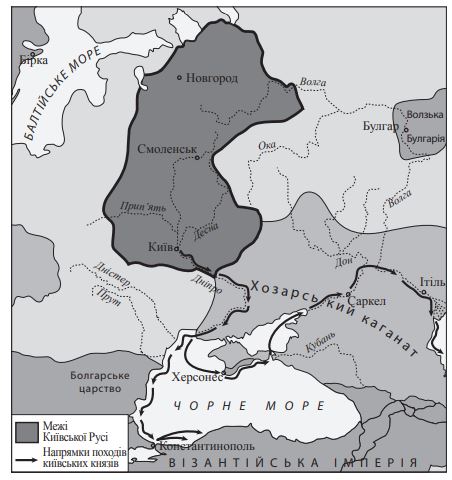 Бірка
БАЛТІЙСЬКЕ МОРЕ
Новгород
Волга
Волзька
Булгарія
Булгар
Смоленськ
Ока
Прип'ять
Десна
Волга
Київ
Дон
Дністер
Дніпро
Хозарський каганат
Ітіль
Прут
Саркел
Кубань
Болгарське
царство
Херсонес
ЧОРНЕ МОРЕ
Межі
Київської Русі
Напрямки походів
київських князів
Константинополь
ВІЗАНТІЙСЬКА ІМПЕРІЯ